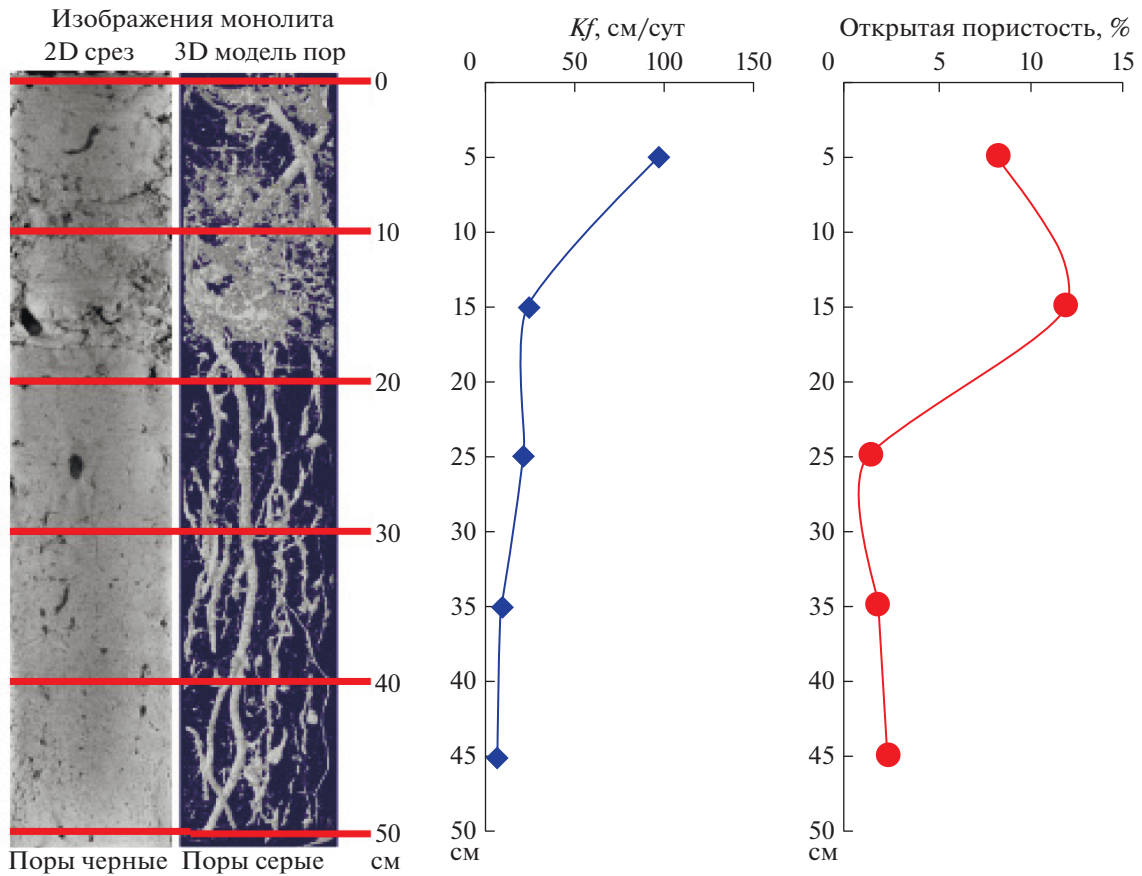 Изображения монолита
2D срез 3D модель пор
0
10
20
30
40
50
Поры черные Поры серые см
Kf, см/сут
0 50 100 150
5
10
15
20
25
30
35
40
45
50
см
Открытая пористость, %
0 5 10 15
5
10
15
20
25
30
35
40
45
50
см